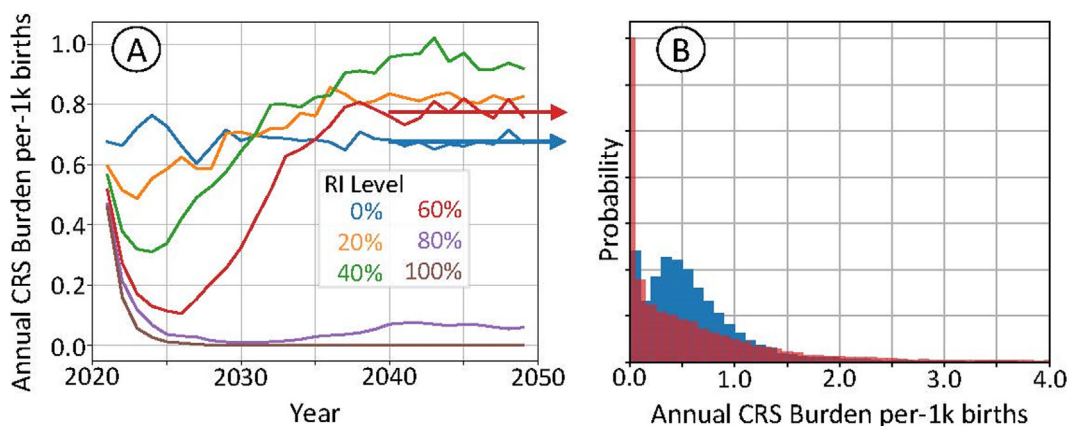 A
Annual CRS Burden per-1k births
1.0
0.8
0.6
0.4
0.2
0.0
RI Level
0% 60%
20% 80%
40% 100%
2020 2030 2040 2050
Year
B
Probability
0.0 1.0 2.0 3.0 4.0
Annual CRS Burden per-1k births